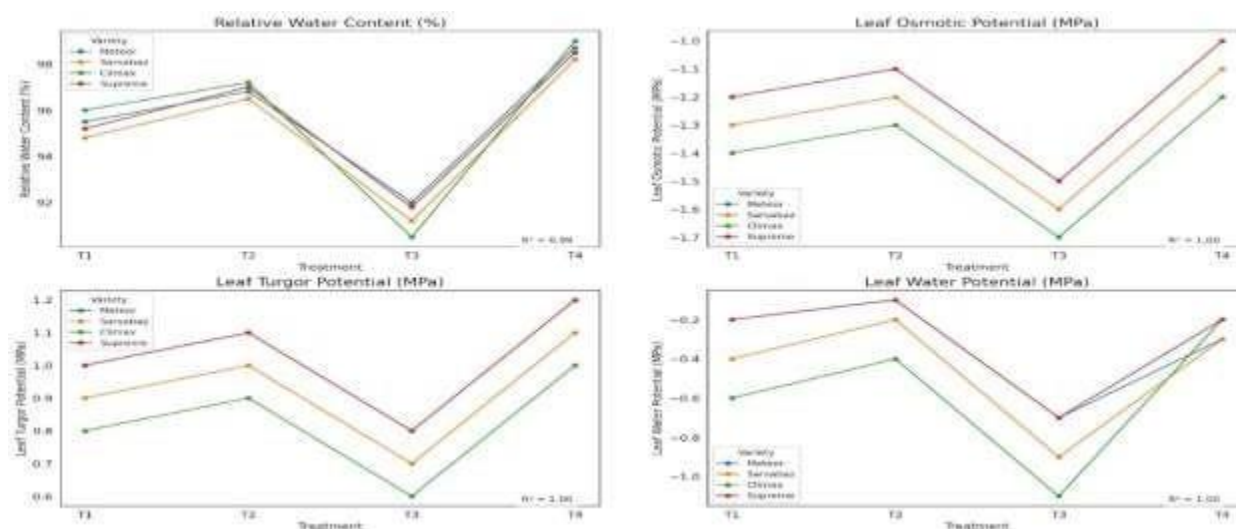 Relative Water Content (%)
Relative Water Content (%)
98
96
94
92
Variety
Meteor
Sarsabaz
Climax
Supreme
R² = 0.99
T1 T2 T3 T4
Treatment
Leaf Osmotic Potential (MPa)
Leaf Osmotic Potential (MPa)
−1.0
−1.1
−1.2
−1.3
−1.4
−1.5
−1.6
−1.7
Variety
Meteor
Sarsabaz
Climax
Supreme
R² = 1.00
T1 T2 T3 T4
Treatment
Leaf Turgor Potential (MPa)
Leaf Turgor Potential (MPa)
1.2
1.1
1.0
0.9
0.8
0.7
0.6
Variety
Meteor
Sarsabaz
Climax
Supreme
R² = 1.00
T1 T2 T3 T4
Treatment
Leaf Water Potential (MPa)
Leaf Water Potential (MPa)
−0.2
−0.4
−0.6
−0.8
−1.0
Variety
Meteor
Sarsabaz
Climax
Supreme
R² = 1.00
T1 T2 T3 T4
Treatment